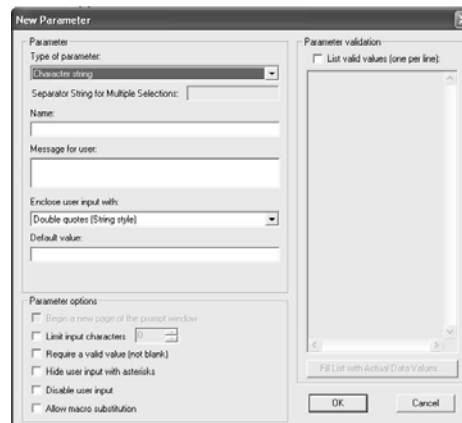 New Parameter
Parameter
Type of parameter:
Character string
Separator String for Multiple Selections:
Name:
Message for user:
Enclose user input with:
Double quotes (String style)
Default value:
Parameter options
Begin a new page of the prompt window
Limit input characters 0
Require a valid value (not blank)
Hide user input with asterisks
Disable user input
Allow macro substitution
Parameter validation
List valid values (one per line):
Fill List with Actual Data Values
OK Cancel